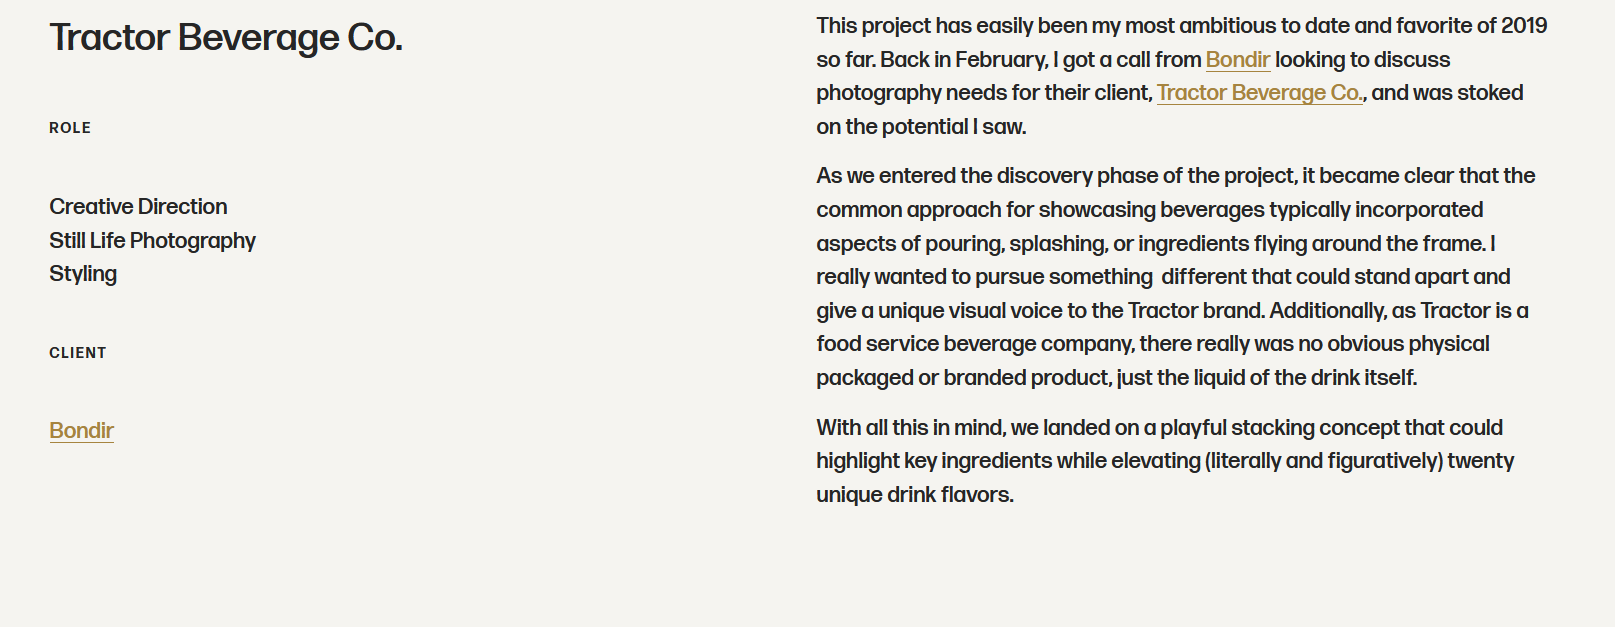 Tractor Beverage Co.
ROLE
Creative Direction
Still Life Photography
Styling
CLIENT
Bondir
This project has easily been my most ambitious to date and favorite of 2019
so far. Back in February, I got a call from Bondir looking to discuss
photography needs for their client, Tractor Beverage Co., and was stoked
on the potential I saw.
As we entered the discovery phase of the project, it became clear that the
common approach for showcasing beverages typically incorporated
aspects of pouring, splashing, or ingredients flying around the frame. I
really wanted to pursue something  different that could stand apart and
give a unique visual voice to the Tractor brand. Additionally, as Tractor is a
food service beverage company, there really was no obvious physical
packaged or branded product, just the liquid of the drink itself.
With all this in mind, we landed on a playful stacking concept that could
highlight key ingredients while elevating (literally and figuratively) twenty
unique drink flavors.